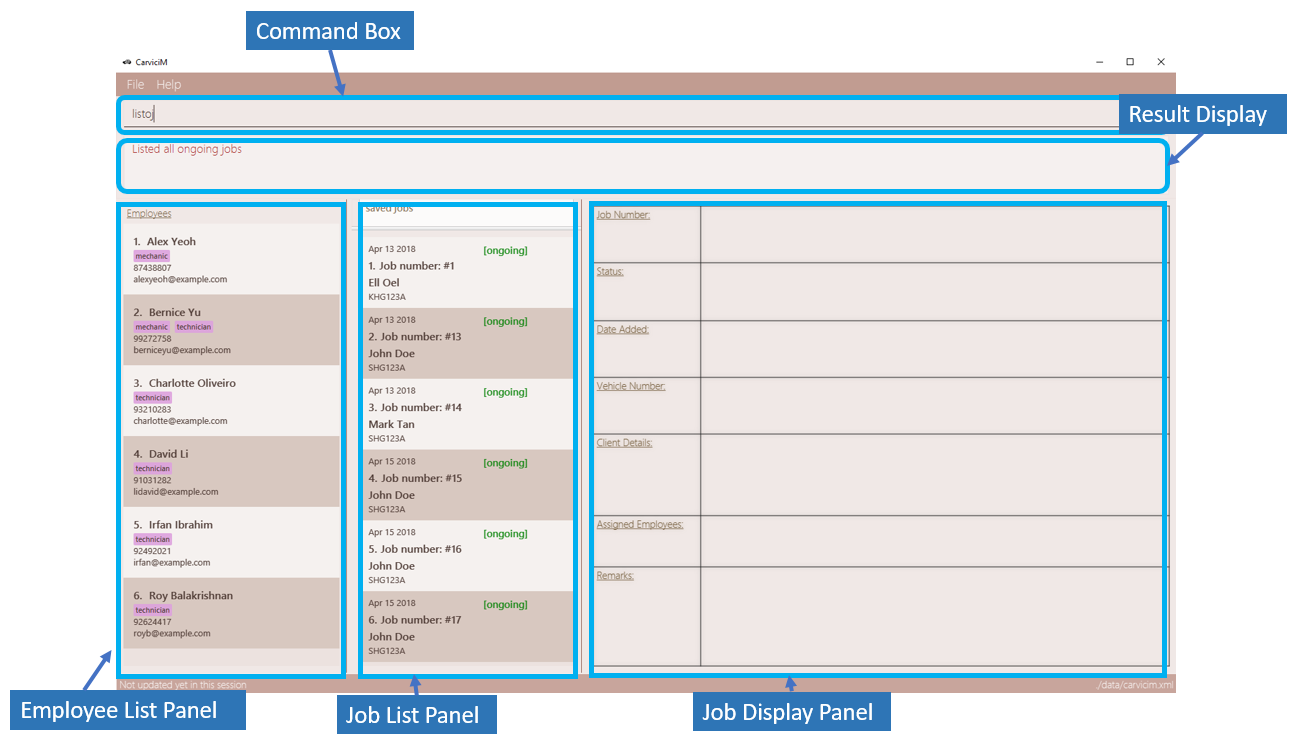 Command Box
CarviciM
File Help
listoj
Result Display
Listed all ongoing jobs
Employees
1. Alex Yeoh
mechanic
87438807
alexyeoh@example.com
2. Bernice Yu
mechanic technician
99272758
berniceyu@example.com
3. Charlotte Oliveiro
technician
93210283
charlotte@example.com
4. David Li
technician
91031282
lidavid@example.com
5. Irfan Ibrahim
technician
92492021
irfan@example.com
6. Roy Balakrishnan
technician
92624417
royb@example.com
saved jobs
Apr 13 2018 [ongoing]
1. Job number: #1
Ell Oel
KHG123A
Apr 13 2018 [ongoing]
2. Job number: #13
John Doe
SHG123A
Apr 13 2018 [ongoing]
3. Job number: #14
Mark Tan
SHG123A
Apr 15 2018 [ongoing]
4. Job number: #15
John Doe
SHG123A
Apr 15 2018 [ongoing]
5. Job number: #16
John Doe
SHG123A
Apr 15 2018 [ongoing]
6. Job number: #17
John Doe
SHG123A
Job Number:
Status:
Date Added:
Vehicle Number:
Client Details:
Assigned Employees:
Remarks:
Not updated yet in this session
./data/carvicim.xml
Employee List Panel
Job List Panel
Job Display Panel